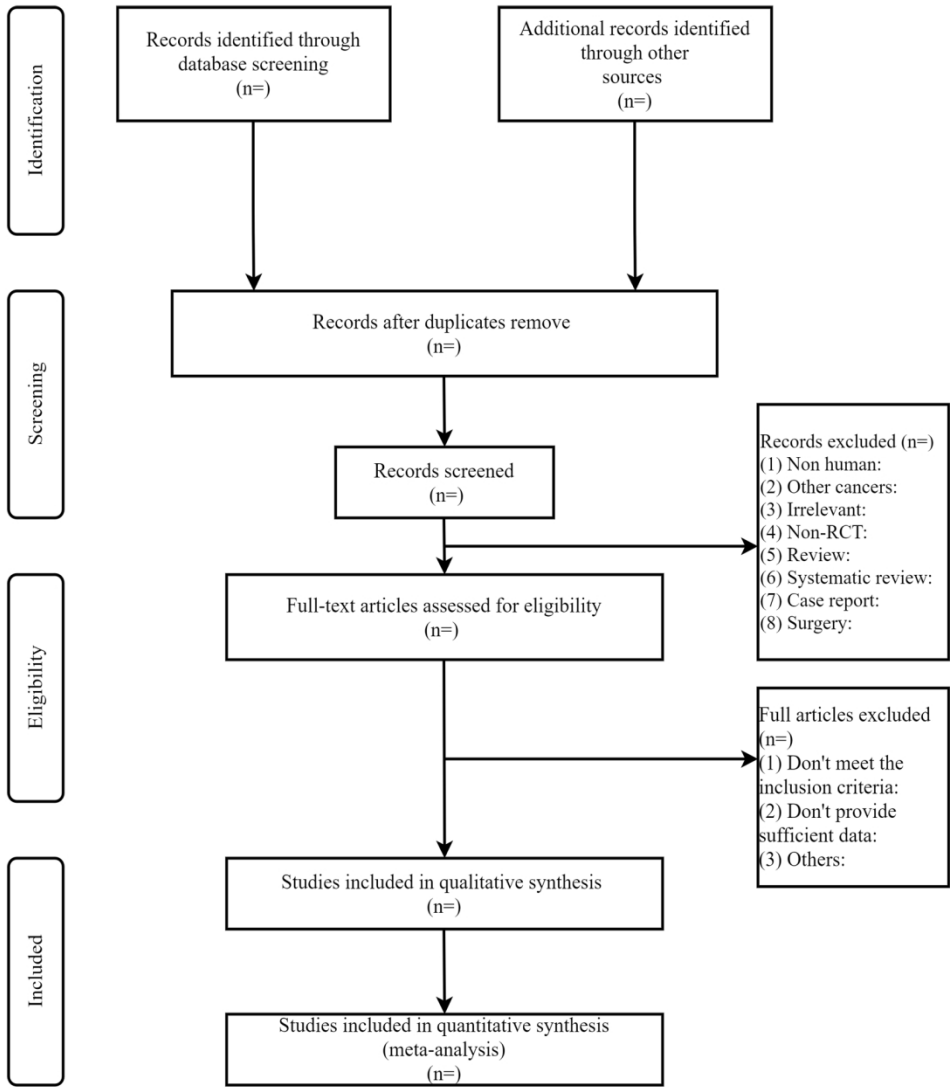 Identification
Records identified through
database screening
(n=)
Additional records identified
through other
sources
(n=)
Screening
Records after duplicates remove
(n=)
Records screened
(n=)
Records excluded (n=)
(1) Non human:
(2) Other cancers:
(3) Irrelevant:
(4) Non-RCT:
(5) Review:
(6) Systematic review:
(7) Case report:
(8) Surgery:
Eligibility
Full-text articles assessed for eligibility
(n=)
Full articles excluded
(n=)
(1) Don't meet the
inclusion criteria:
(2) Don't provide
sufficient data:
(3) Others:
Included
Studies included in qualitative synthesis
(n=)
Studies included in quantitative synthesis
(meta-analysis)
(n=)